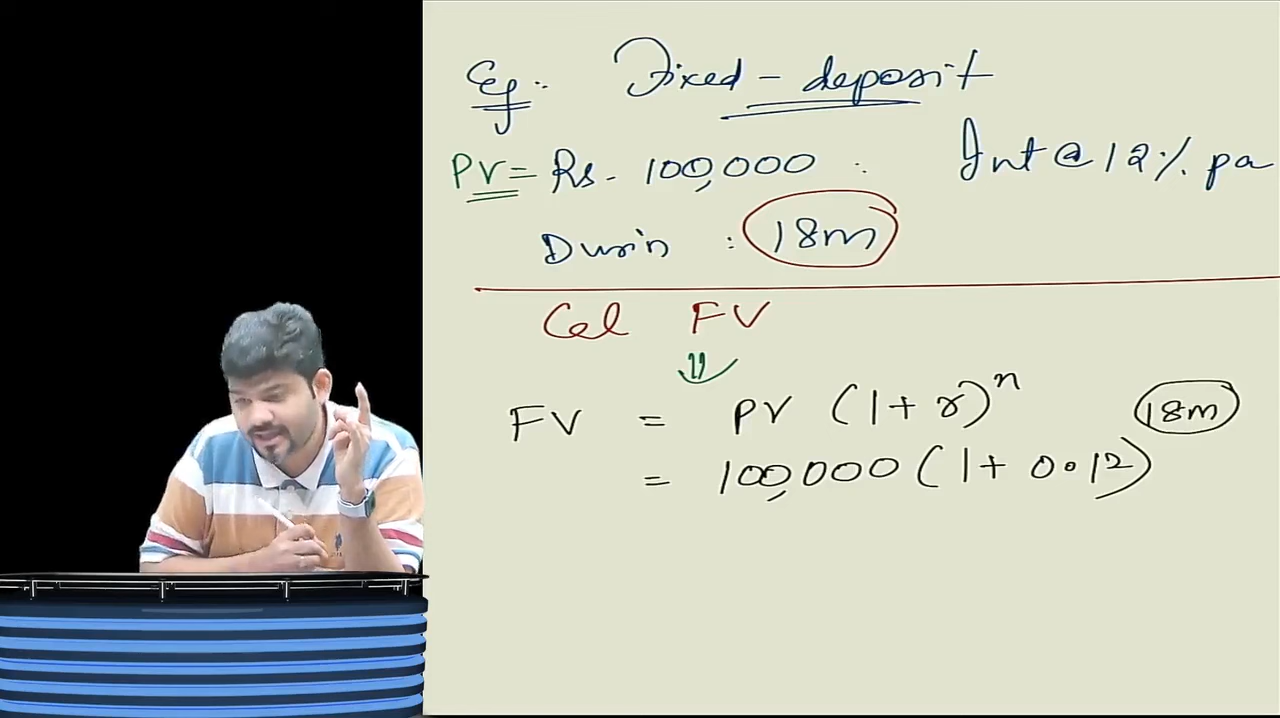 Eg:- Fixed - deposit
PV = Rs. 100,000 : Int @ 12% pa
: 18m
Cal FV
⇓
FV = PV (1 + r)^n 18m
= 100,000 (1 + 0.12)